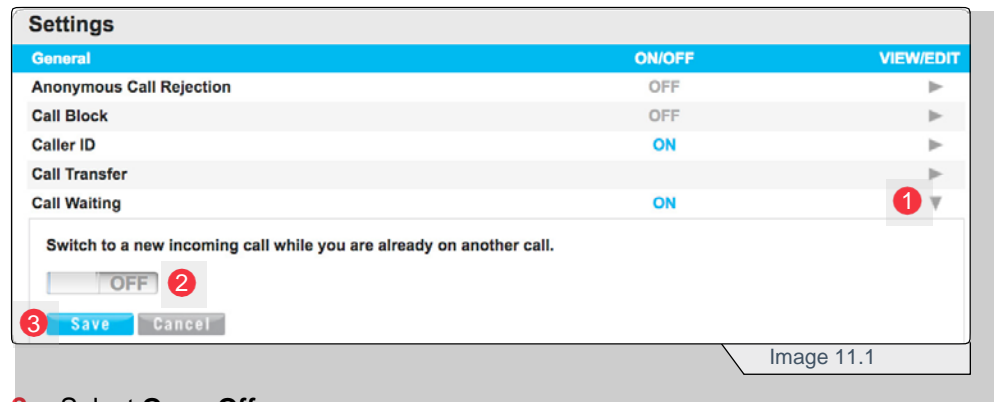 Settings
General ON/OFF VIEW/EDIT
Anonymous Call Rejection OFF
Call Block OFF
Caller ID ON
Call Transfer
Call Waiting ON 1
Switch to a new incoming call while you are already on another call.
OFF 2
3 Save Cancel
Image 11.1
Select